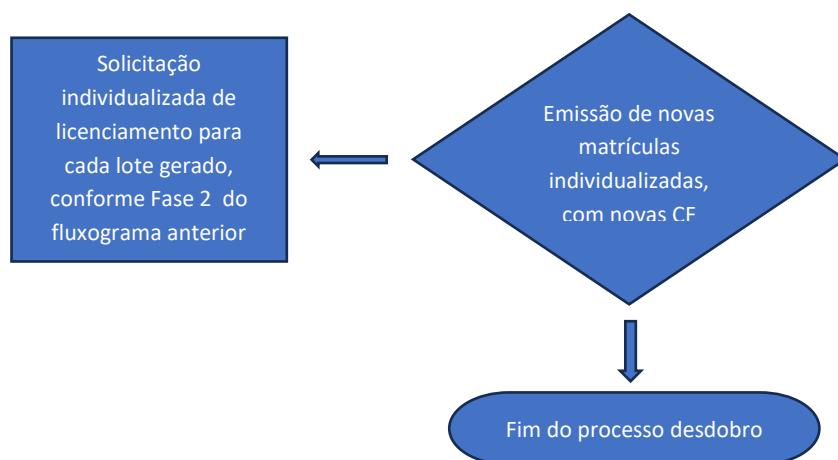 Solicitação
individualizada de
licenciamento para
cada lote gerado,
conforme Fase 2 do
fluxograma anterior
Emissão de novas
matrículas
individualizadas,
com novas CF
Fim do processo desdobro